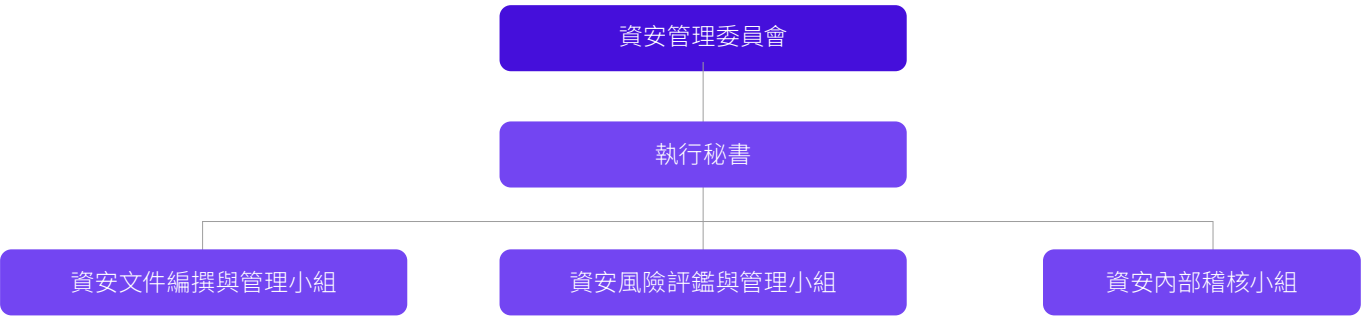 資安管理委員會
執行秘書
資安文件編撰與管理小組
資安風險評鑑與管理小組
資安內部稽核小組